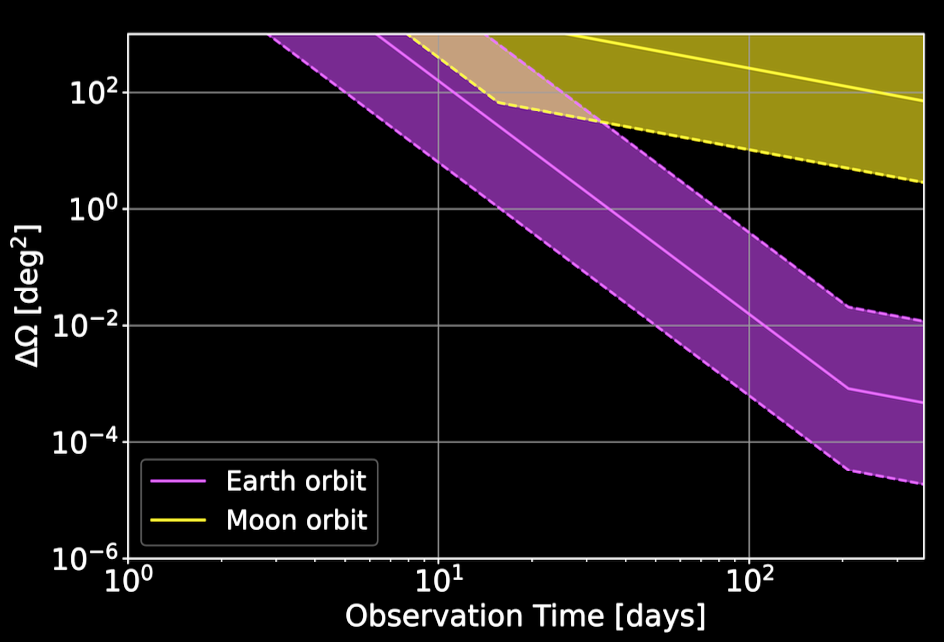 10²
10⁰
10⁻²
10⁻⁴
10⁻⁶
ΔΩ [deg²]
Earth orbit
Moon orbit
10⁰
10¹
10²
Observation Time [days]